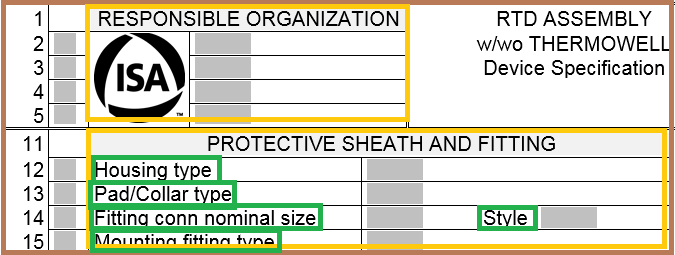 1 RESPONSIBLE ORGANIZATION RTD ASSEMBLY
2 w/wo THERMOWELL
3 Device Specification
4
5
ISA
TM
11 PROTECTIVE SHEATH AND FITTING
12 Housing type
13 Pad/Collar type
14 Fitting conn nominal size Style
15 Mounting fitting type